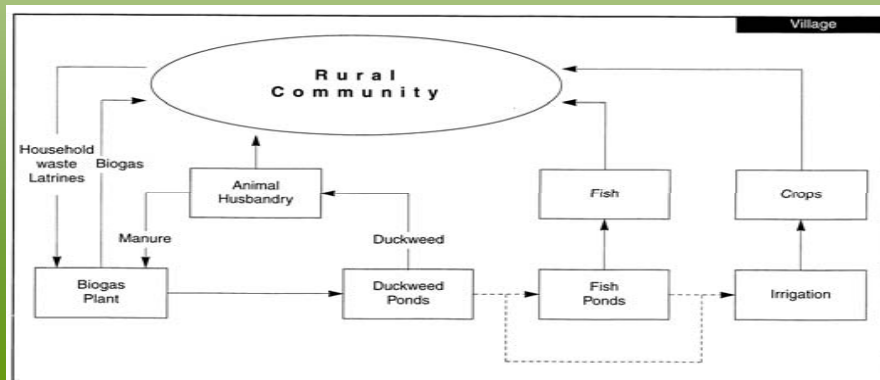 Village
Rural
Community
Household
waste
Latrines
Biogas
Animal
Husbandry
Fish
Crops
Manure
Duckweed
Biogas
Plant
Duckweed
Ponds
Fish
Ponds
Irrigation